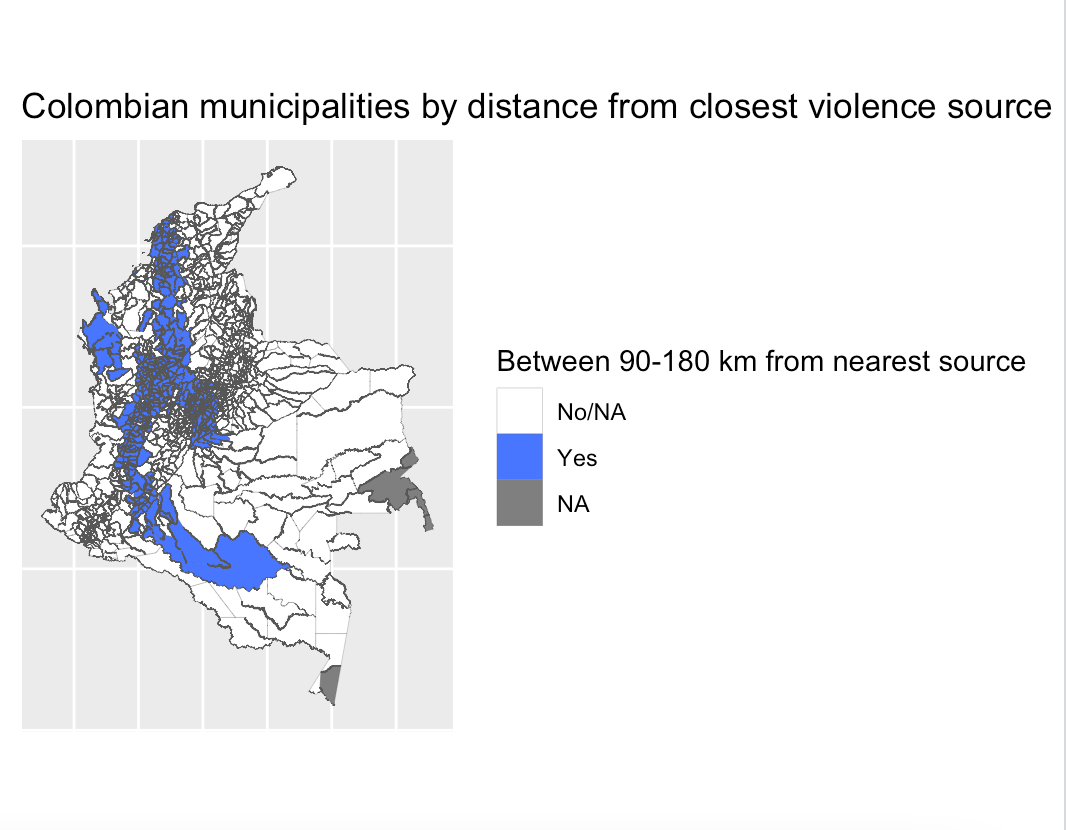 Colombian municipalities by distance from closest violence source
Between 90-180 km from nearest source
No/NA
Yes
NA